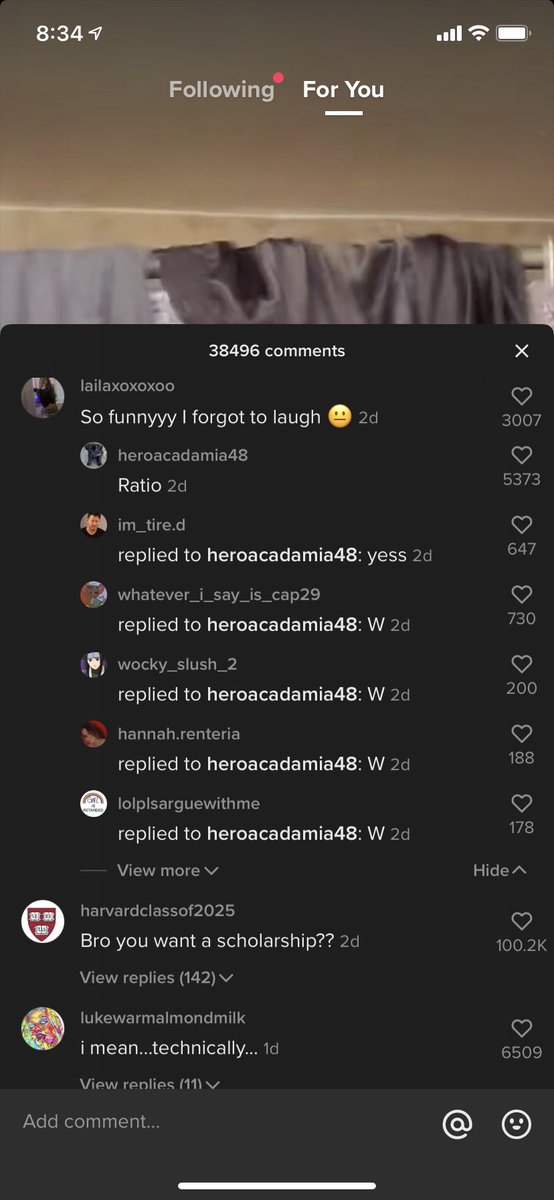 8:34
Following For You
38496 comments
lailaxoxoxoo
So funnyyy I forgot to laugh 😐 2d
3007
heroacadamia48
Ratio 2d
5373
im_tire.d
replied to heroacadamia48: yess 2d
647
whatever_i_say_is_cap29
replied to heroacadamia48: W 2d
730
wocky_slush_2
replied to heroacadamia48: W 2d
200
hannah.renteria
replied to heroacadamia48: W 2d
188
lolplsarguewithme
replied to heroacadamia48: W 2d
178
View more Hide
harvardclassof2025
Bro you want a scholarship?? 2d
100.2K
View replies (142)
lukewarmalmondmilk
i mean...technically... 1d
6509
View replies (11)
Add comment...